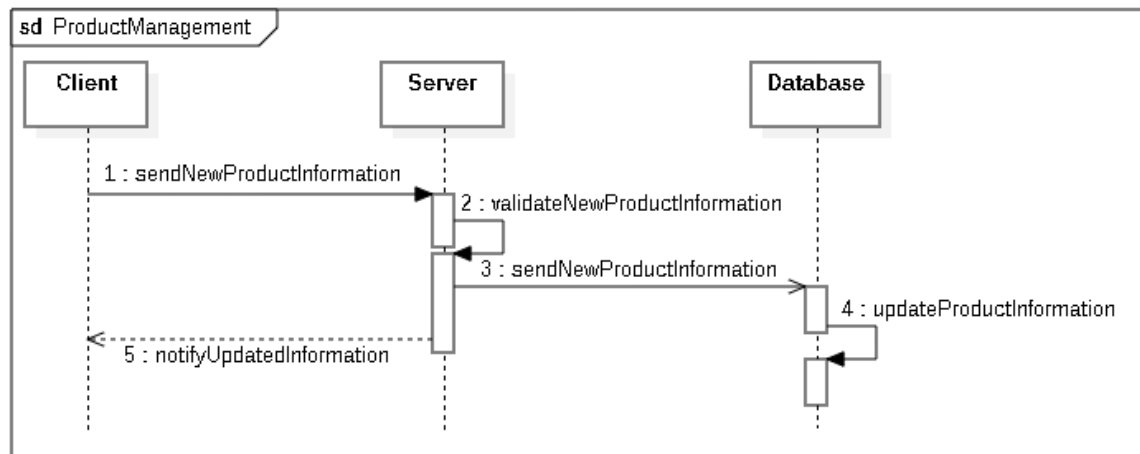 sd ProductManagement
Client
Server
Database
1 : sendNewProductInformation
2 : validateNewProductInformation
3 : sendNewProductInformation
4 : updateProductInformation
5 : notifyUpdatedInformation